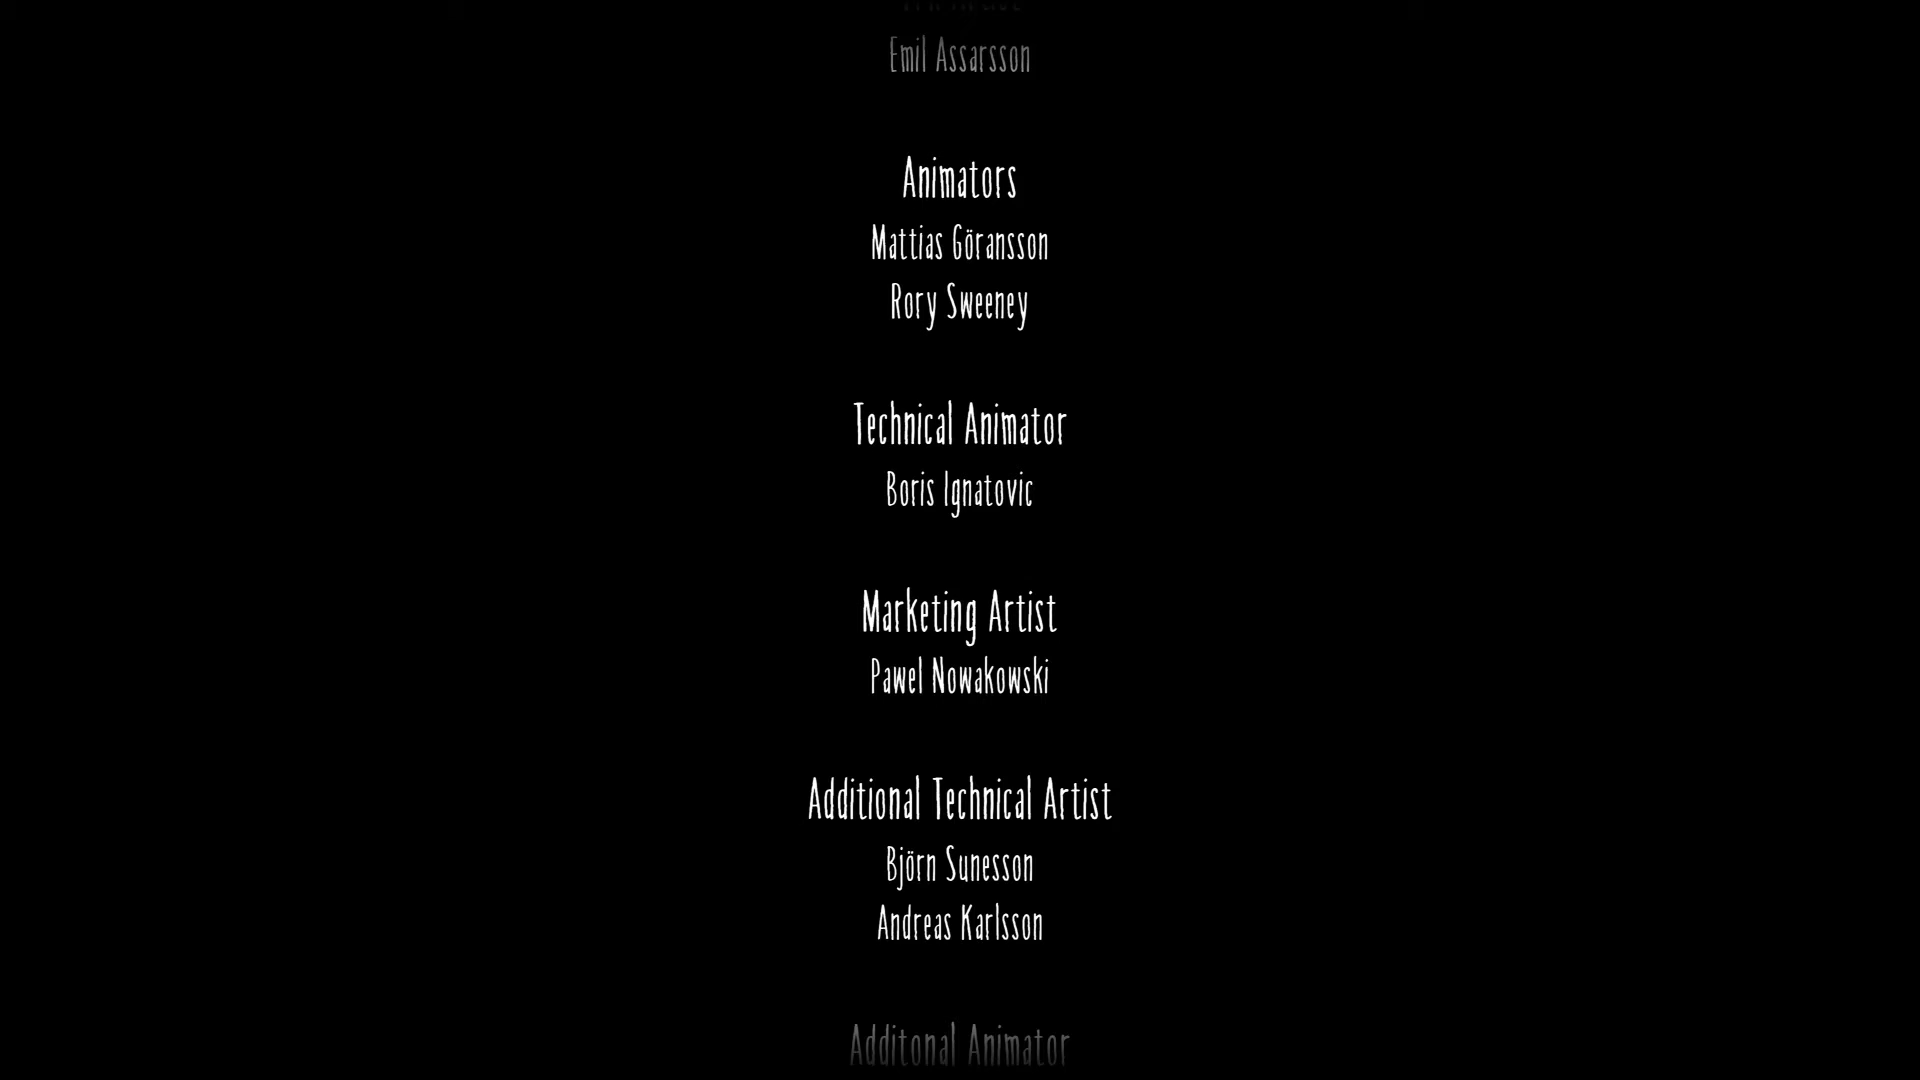 Emil Assarsson
Animators
Mattias Göransson
Rory Sweeney
Technical Animator
Boris Ignatovic
Marketing Artist
Pawel Nowakowski
Additional Technical Artist
Björn Sunesson
Andreas Karlsson
Additonal Animator